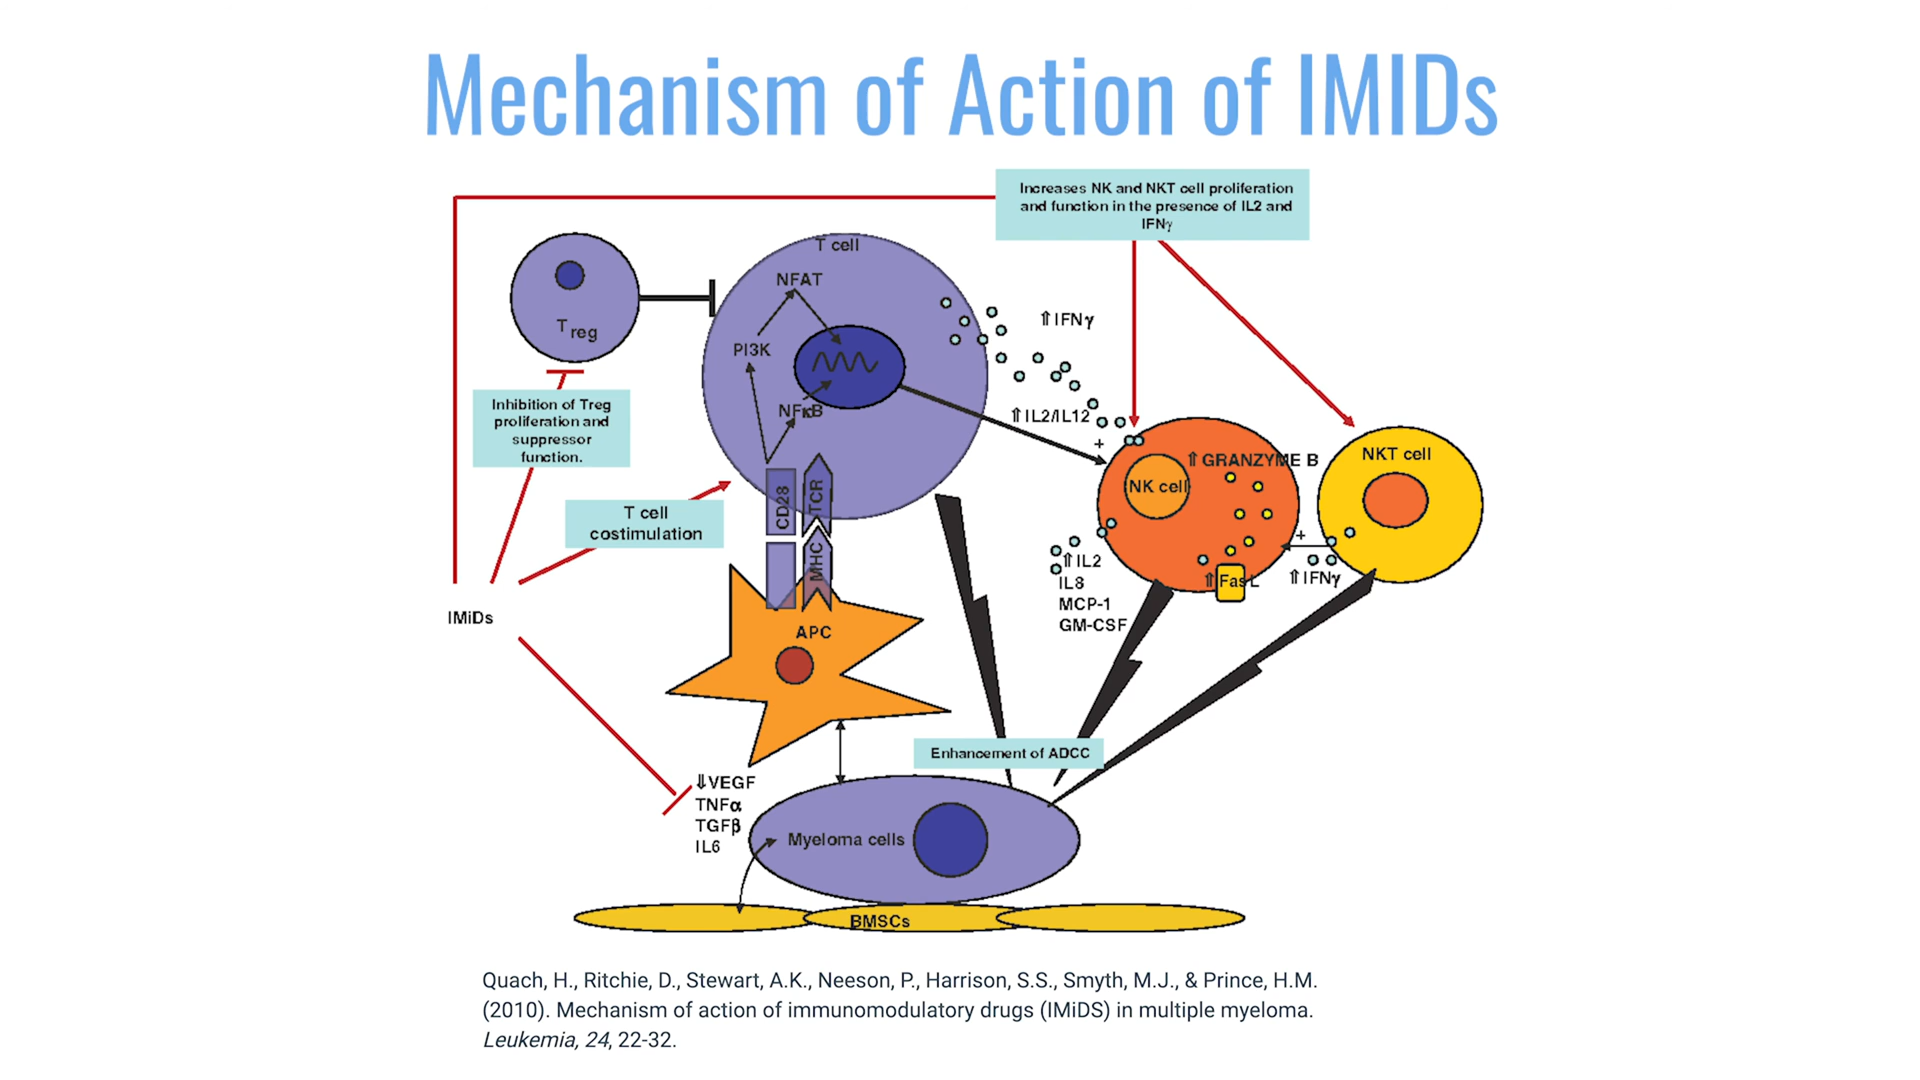 Mechanism of Action of IMIDs
Increases NK and NKT cell proliferation
and function in the presence of IL2 and
IFNγ
T cell
NFAT
T reg
PI3K
NFκB
⇑IFNγ
⇑IL2/IL12
+
Inhibition of Treg
proliferation and
suppressor
function.
T cell
costimulation
CD28
TCR
MHC
⇑GRANZYME B
NK cell
NKT cell
+
⇑IL2
IL8
MCP-1
GM-CSF
⇑FasL
⇑IFNγ
IMiDs
APC
Enhancement of ADCC
⇓VEGF
TNFα
TGFβ
IL6
Myeloma cells
BMSCs
Quach, H., Ritchie, D., Stewart, A.K., Neeson, P., Harrison, S.S., Smyth, M.J., & Prince, H.M.
(2010). Mechanism of action of immunomodulatory drugs (IMiDS) in multiple myeloma.
Leukemia, 24, 22-32.